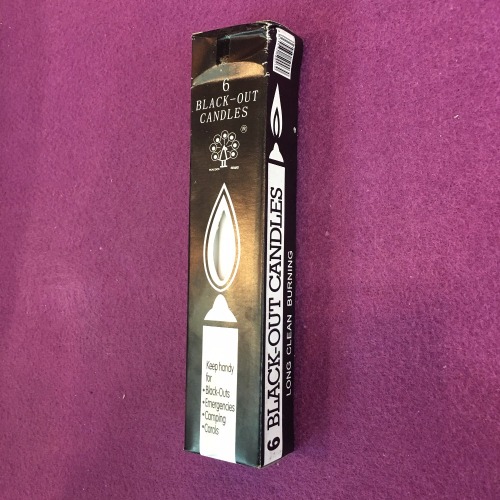 6
BLACK-OUT
CANDLES
®
Keep handy
for
•Black-Outs
•Emergencies
•Camping
•Carols
6 BLACK-OUT CANDLES
LONG CLEAN BURNING